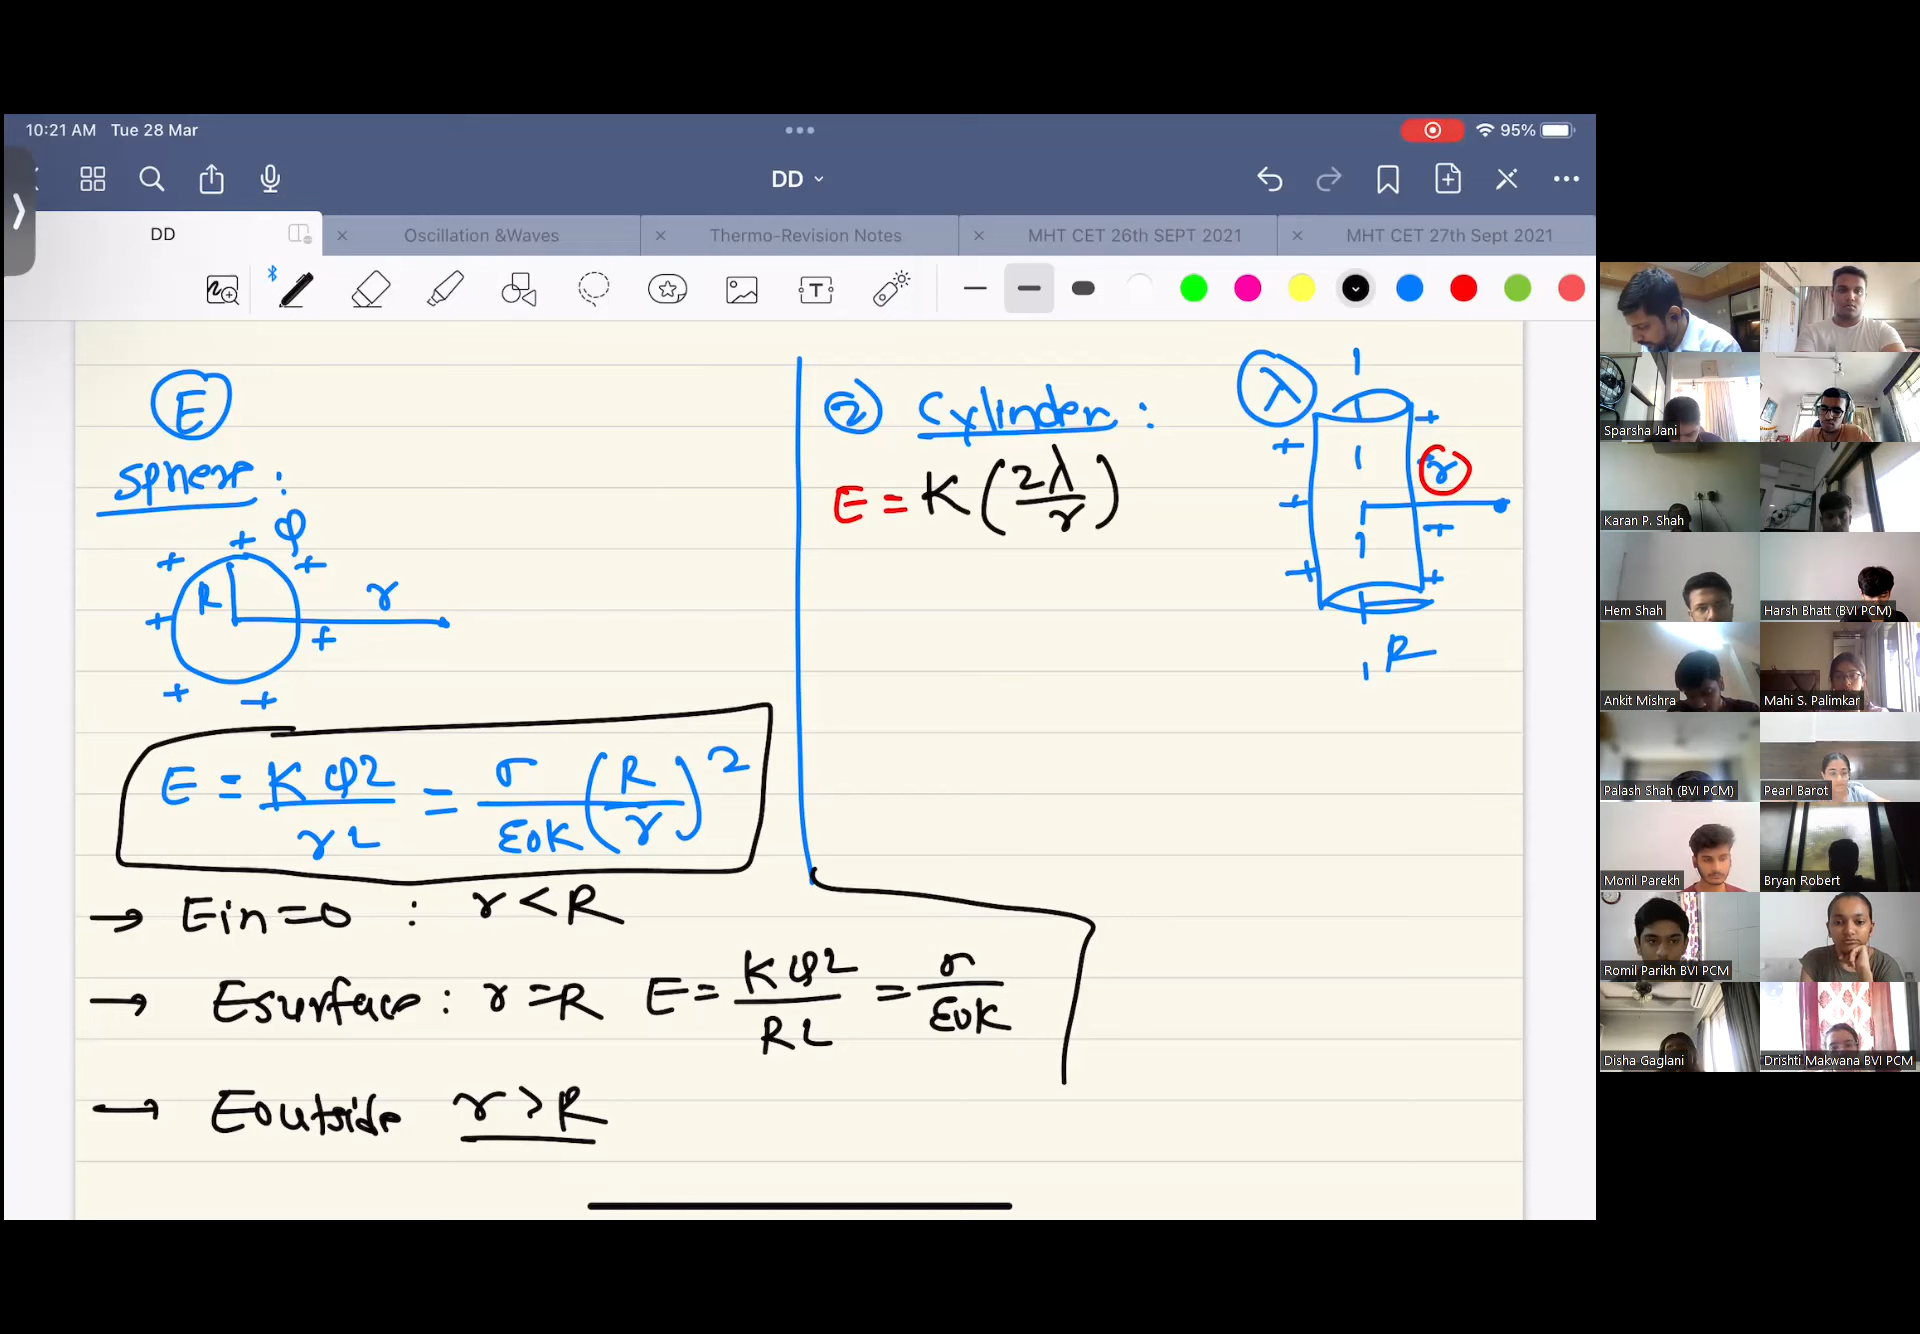 10:21 AM Tue 28 Mar
95%
DD
DD
Oscillation &Waves
Thermo-Revision Notes
MHT CET 26th SEPT 2021
MHT CET 27th Sept 2021
T
E
Sphere :
φ
R
r
E = Kφ2/r2 = σ/ε0K (R/r)2
→ Ein=0 : r < R
→ Esurface : r = R E = Kφ2/R2 = σ/ε0K
→ Eoutside r > R
② Cylinder :
E = K(2λ/r)
λ
r
R
Sparsha Jani
Karan P. Shah
Hem Shah
Harsh Bhatt (BVI PCM)
Ankit Mishra
Mahi S. Palimkar
Palash Shah (BVI PCM)
Pearl Barot
Monil Parekh
Bryan Robert
Romil Parikh BVI PCM
Disha Gaglani
Drishti Makwana BVI PCM